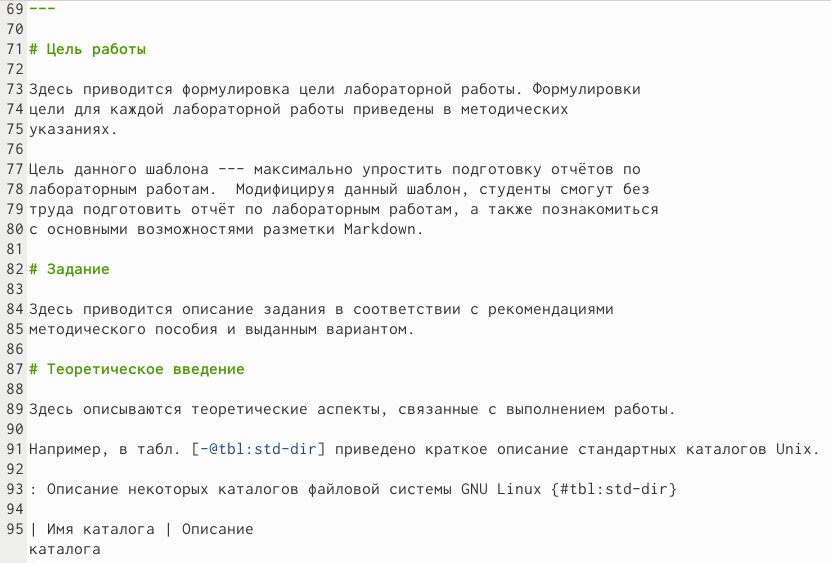 69 ---
70
71 # Цель работы
72
73 Здесь приводится формулировка цели лабораторной работы. Формулировки
74 цели для каждой лабораторной работы приведены в методических
75 указаниях.
76
77 Цель данного шаблона --- максимально упростить подготовку отчётов по
78 лабораторным работам.  Модифицируя данный шаблон, студенты смогут без
79 труда подготовить отчёт по лабораторным работам, а также познакомиться
80 с основными возможностями разметки Markdown.
81
82 # Задание
83
84 Здесь приводится описание задания в соответствии с рекомендациями
85 методического пособия и выданным вариантом.
86
87 # Теоретическое введение
88
89 Здесь описываются теоретические аспекты, связанные с выполнением работы.
90
91 Например, в табл. [-@tbl:std-dir] приведено краткое описание стандартных каталогов Unix.
92
93 : Описание некоторых каталогов файловой системы GNU Linux {#tbl:std-dir}
94
95 | Имя каталога | Описание
каталога